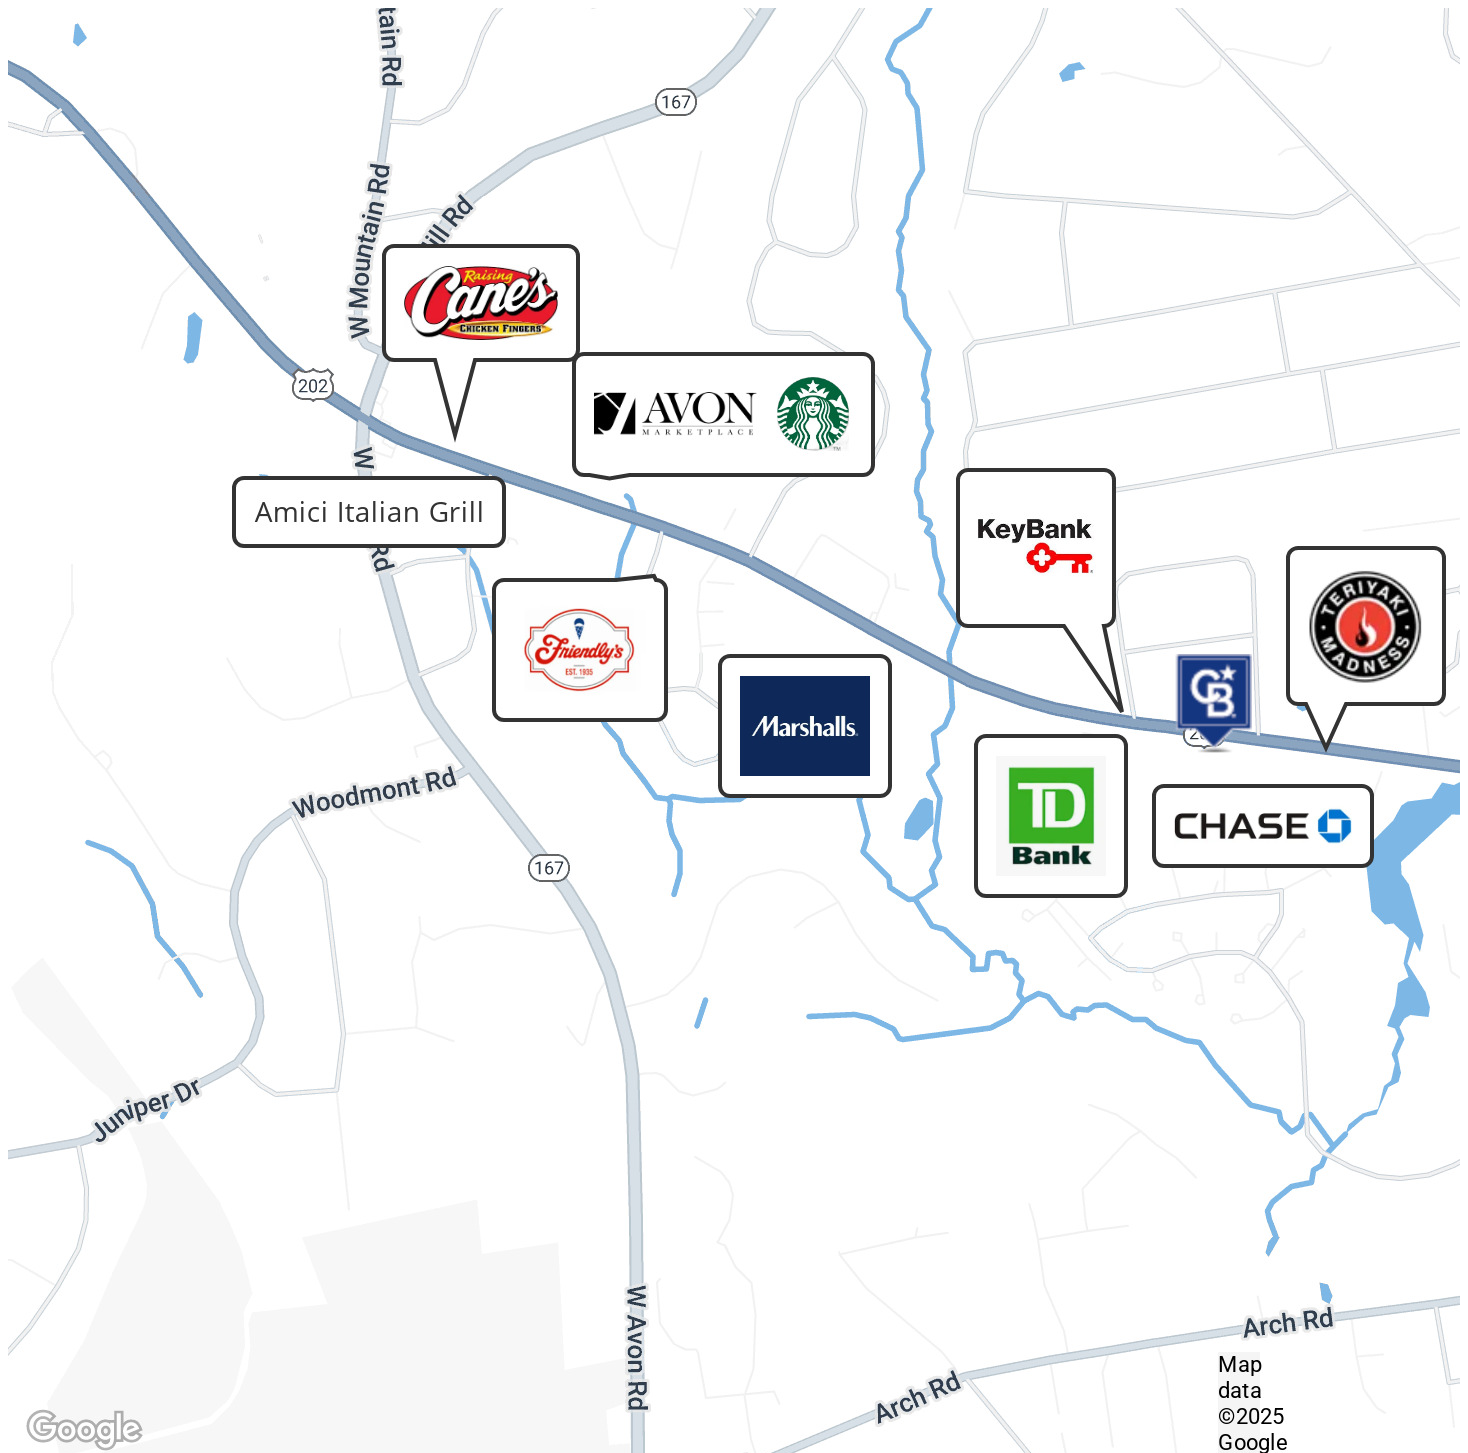 tain Rd
167
W Mountain Rd
ill Rd
Raising
Cane's
CHICKEN FINGERS
202
AVON
MARKETPLACE
TM
W
Amici Italian Grill
Rd
KeyBank
TERIYAKI
MADNESS
Friendly's
EST. 1935
Marshalls
CB
TD
Bank
CHASE
Woodmont Rd
167
Juniper Dr
W Avon Rd
Arch Rd
Arch Rd
Map
data
©2025
Google
Google